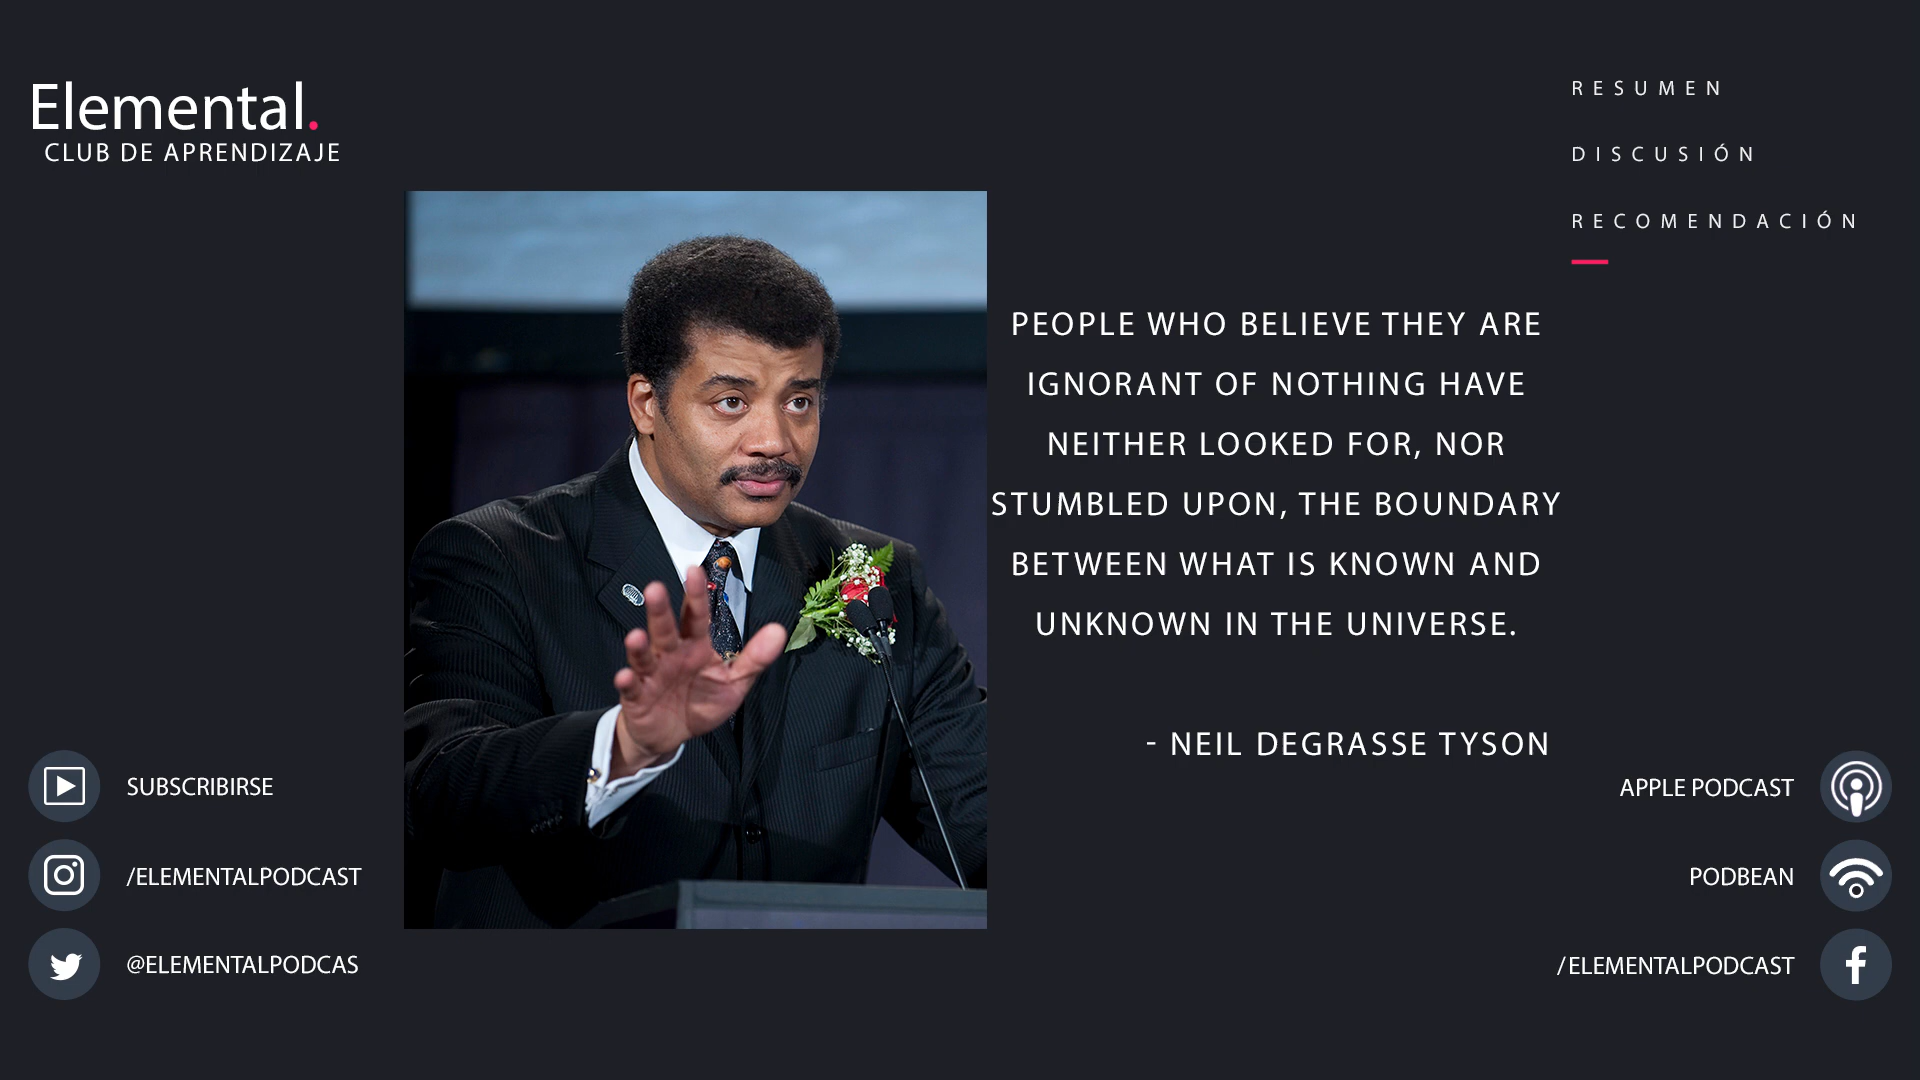 Elemental.
CLUB DE APRENDIZAJE
RESUMEN
DISCUSIÓN
RECOMENDACIÓN
PEOPLE WHO BELIEVE THEY ARE
IGNORANT OF NOTHING HAVE
NEITHER LOOKED FOR, NOR
STUMBLED UPON, THE BOUNDARY
BETWEEN WHAT IS KNOWN AND
UNKNOWN IN THE UNIVERSE.
- NEIL DEGRASSE TYSON
SUBSCRIBIRSE
/ELEMENTALPODCAST
@ELEMENTALPODCAS
APPLE PODCAST
PODBEAN
/ELEMENTALPODCAST